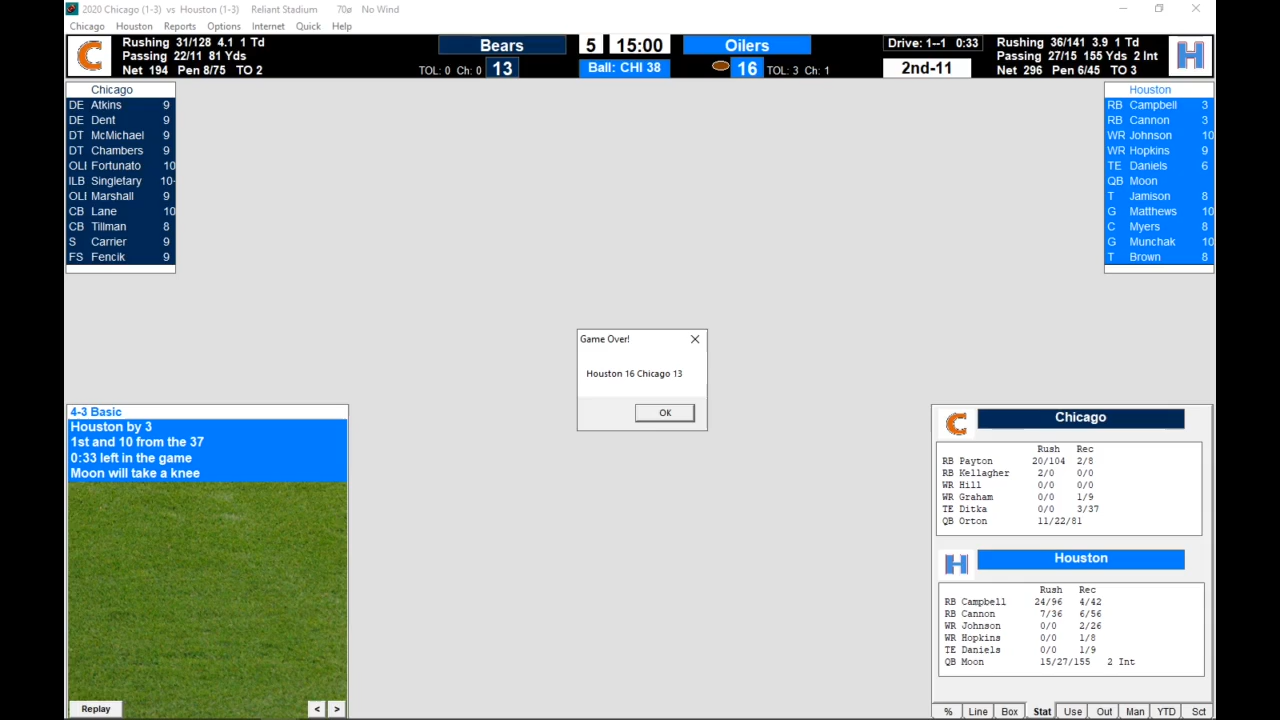 2020 Chicago (1-3) vs Houston (1-3) Reliant Stadium 70ø No Wind
Chicago Houston Reports Options Internet Quick Help
C
Rushing 31/128 4.1 1 Td
Passing 22/11 81 Yds
Net 194 Pen 8/75 TO 2
Bears 5 15:00 Oilers
TOL: 0 Ch: 0 13 Ball: CHI 38 16 TOL: 3 Ch: 1
Drive: 1--1 0:33
2nd-11
Rushing 36/141 3.9 1 Td
Passing 27/15 155 Yds 2 Int
Net 296 Pen 6/45 TO 3
H
Chicago
DE Atkins 9
DE Dent 9
DT McMichael 9
DT Chambers 9
OLI Fortunato 10
ILB Singletary 10-
OLI Marshall 9
CB Lane 10
CB Tillman 8
S Carrier 9
FS Fencik 9
Houston
RB Campbell 3
RB Cannon 3
WR Johnson 10
WR Hopkins 9
TE Daniels 6
QB Moon
T Jamison 8
G Matthews 10
C Myers 8
G Munchak 10
T Brown 8
Game Over!
Houston 16 Chicago 13
OK
4-3 Basic
Houston by 3
1st and 10 from the 37
0:33 left in the game
Moon will take a knee
Replay < >
C Chicago
Rush Rec
RB Payton 20/104 2/8
RB Kellagher 2/0 0/0
WR Hill 0/0 0/0
WR Graham 0/0 1/9
TE Ditka 0/0 3/37
QB Orton 11/22/81
H Houston
Rush Rec
RB Campbell 24/96 4/42
RB Cannon 7/36 6/56
WR Johnson 0/0 2/26
WR Hopkins 0/0 1/8
TE Daniels 0/0 1/9
QB Moon 15/27/155 2 Int
% Line Box Stat Use Out Man YTD Sct